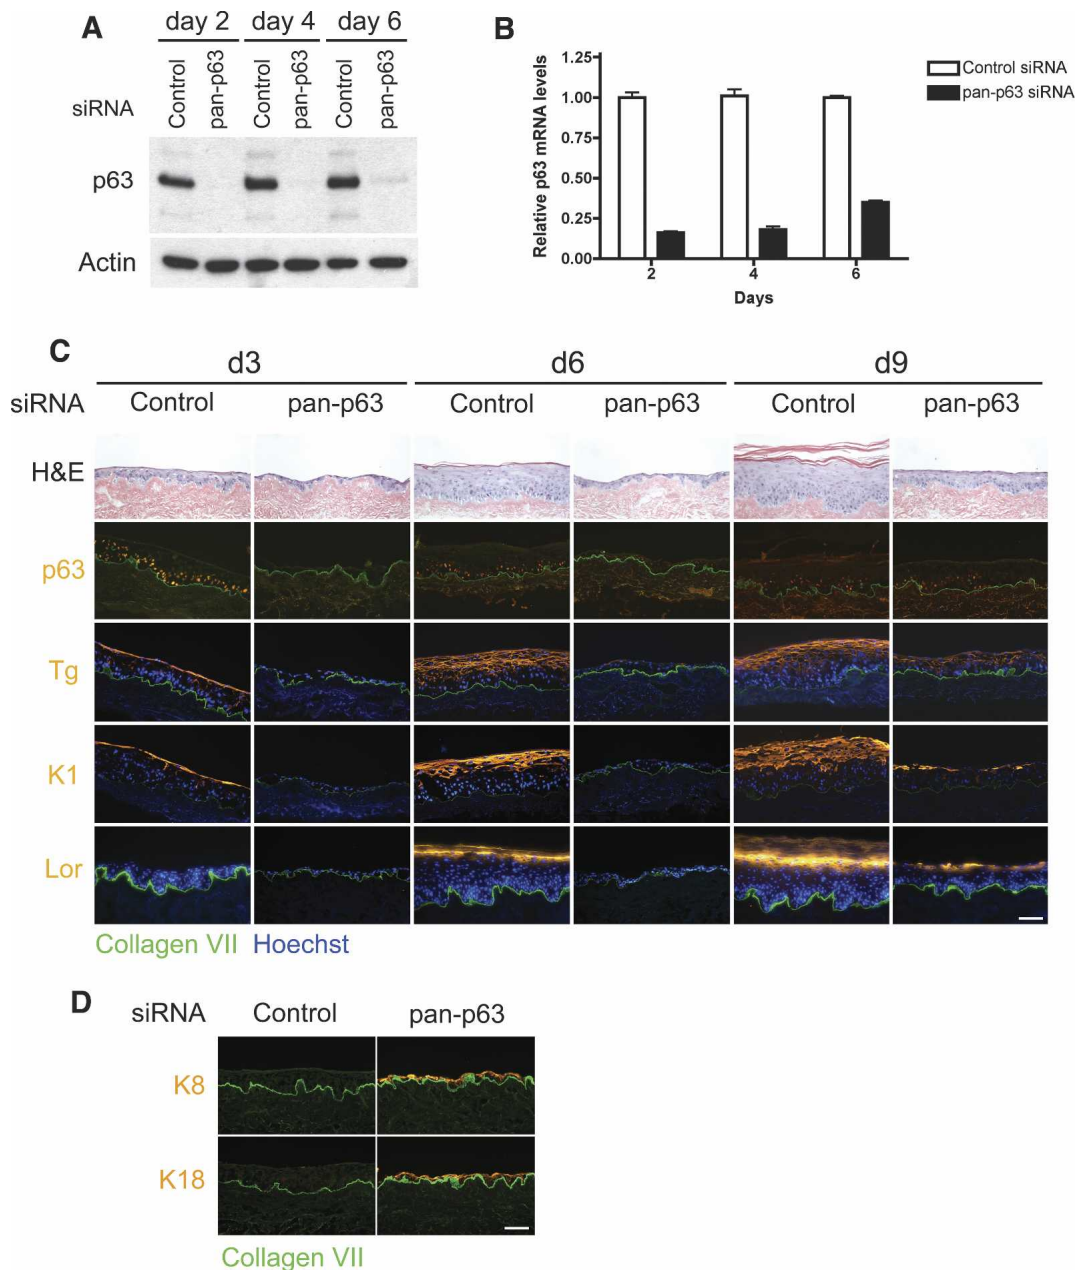 A
day 2 day 4 day 6
siRNA
Control
pan-p63
Control
pan-p63
Control
pan-p63
p63
Actin
B
Relative p63 mRNA levels
1.25
1.00
0.75
0.50
0.25
0.00
2 4 6
Days
Control siRNA
pan-p63 siRNA
C
d3 d6 d9
siRNA Control pan-p63 Control pan-p63 Control pan-p63
H&E
p63
Tg
K1
Lor
Collagen VII Hoechst
D
siRNA Control pan-p63
K8
K18
Collagen VII